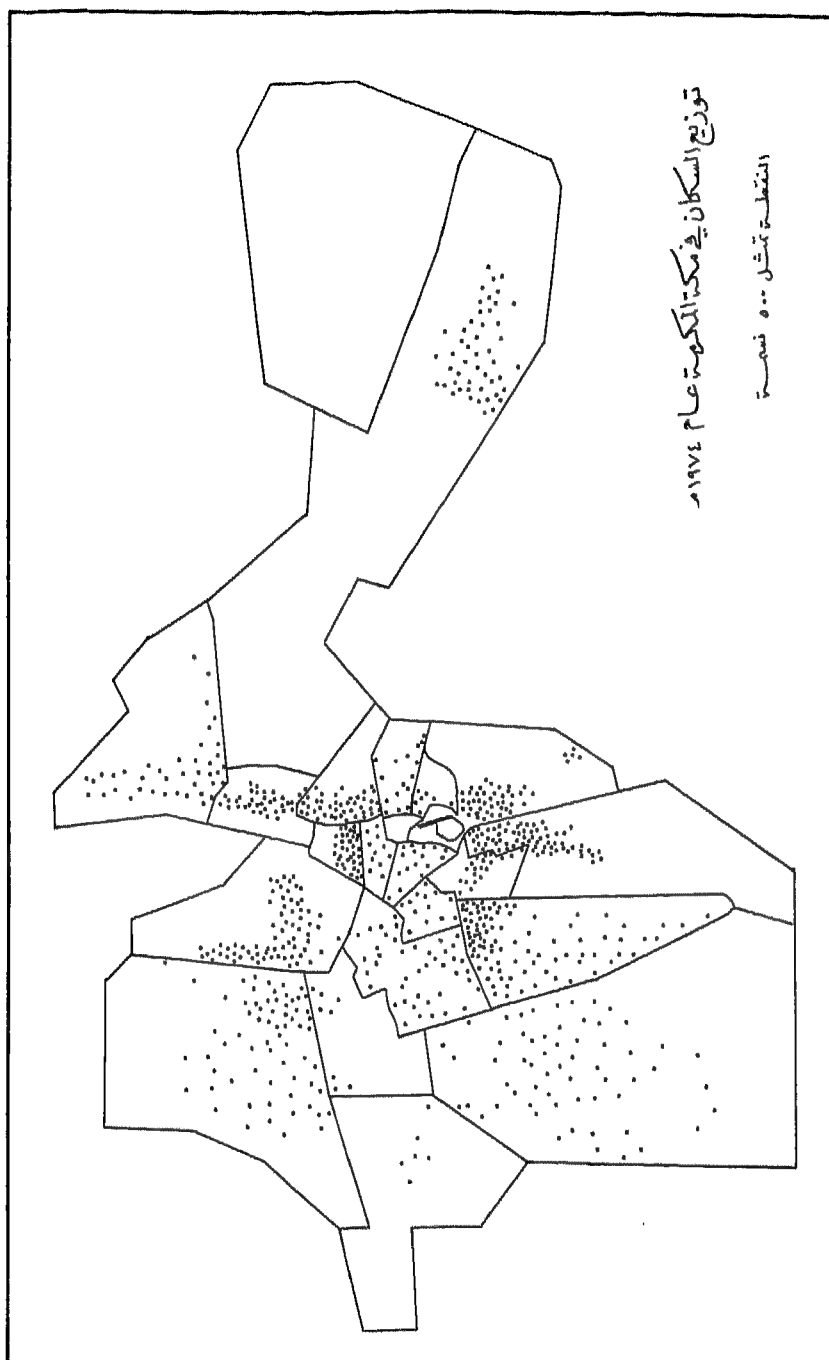 توزيع السكان في مكة المكرمة عام ١٩٧٤م
النقطة تمثل ٥٠٠ نسمة